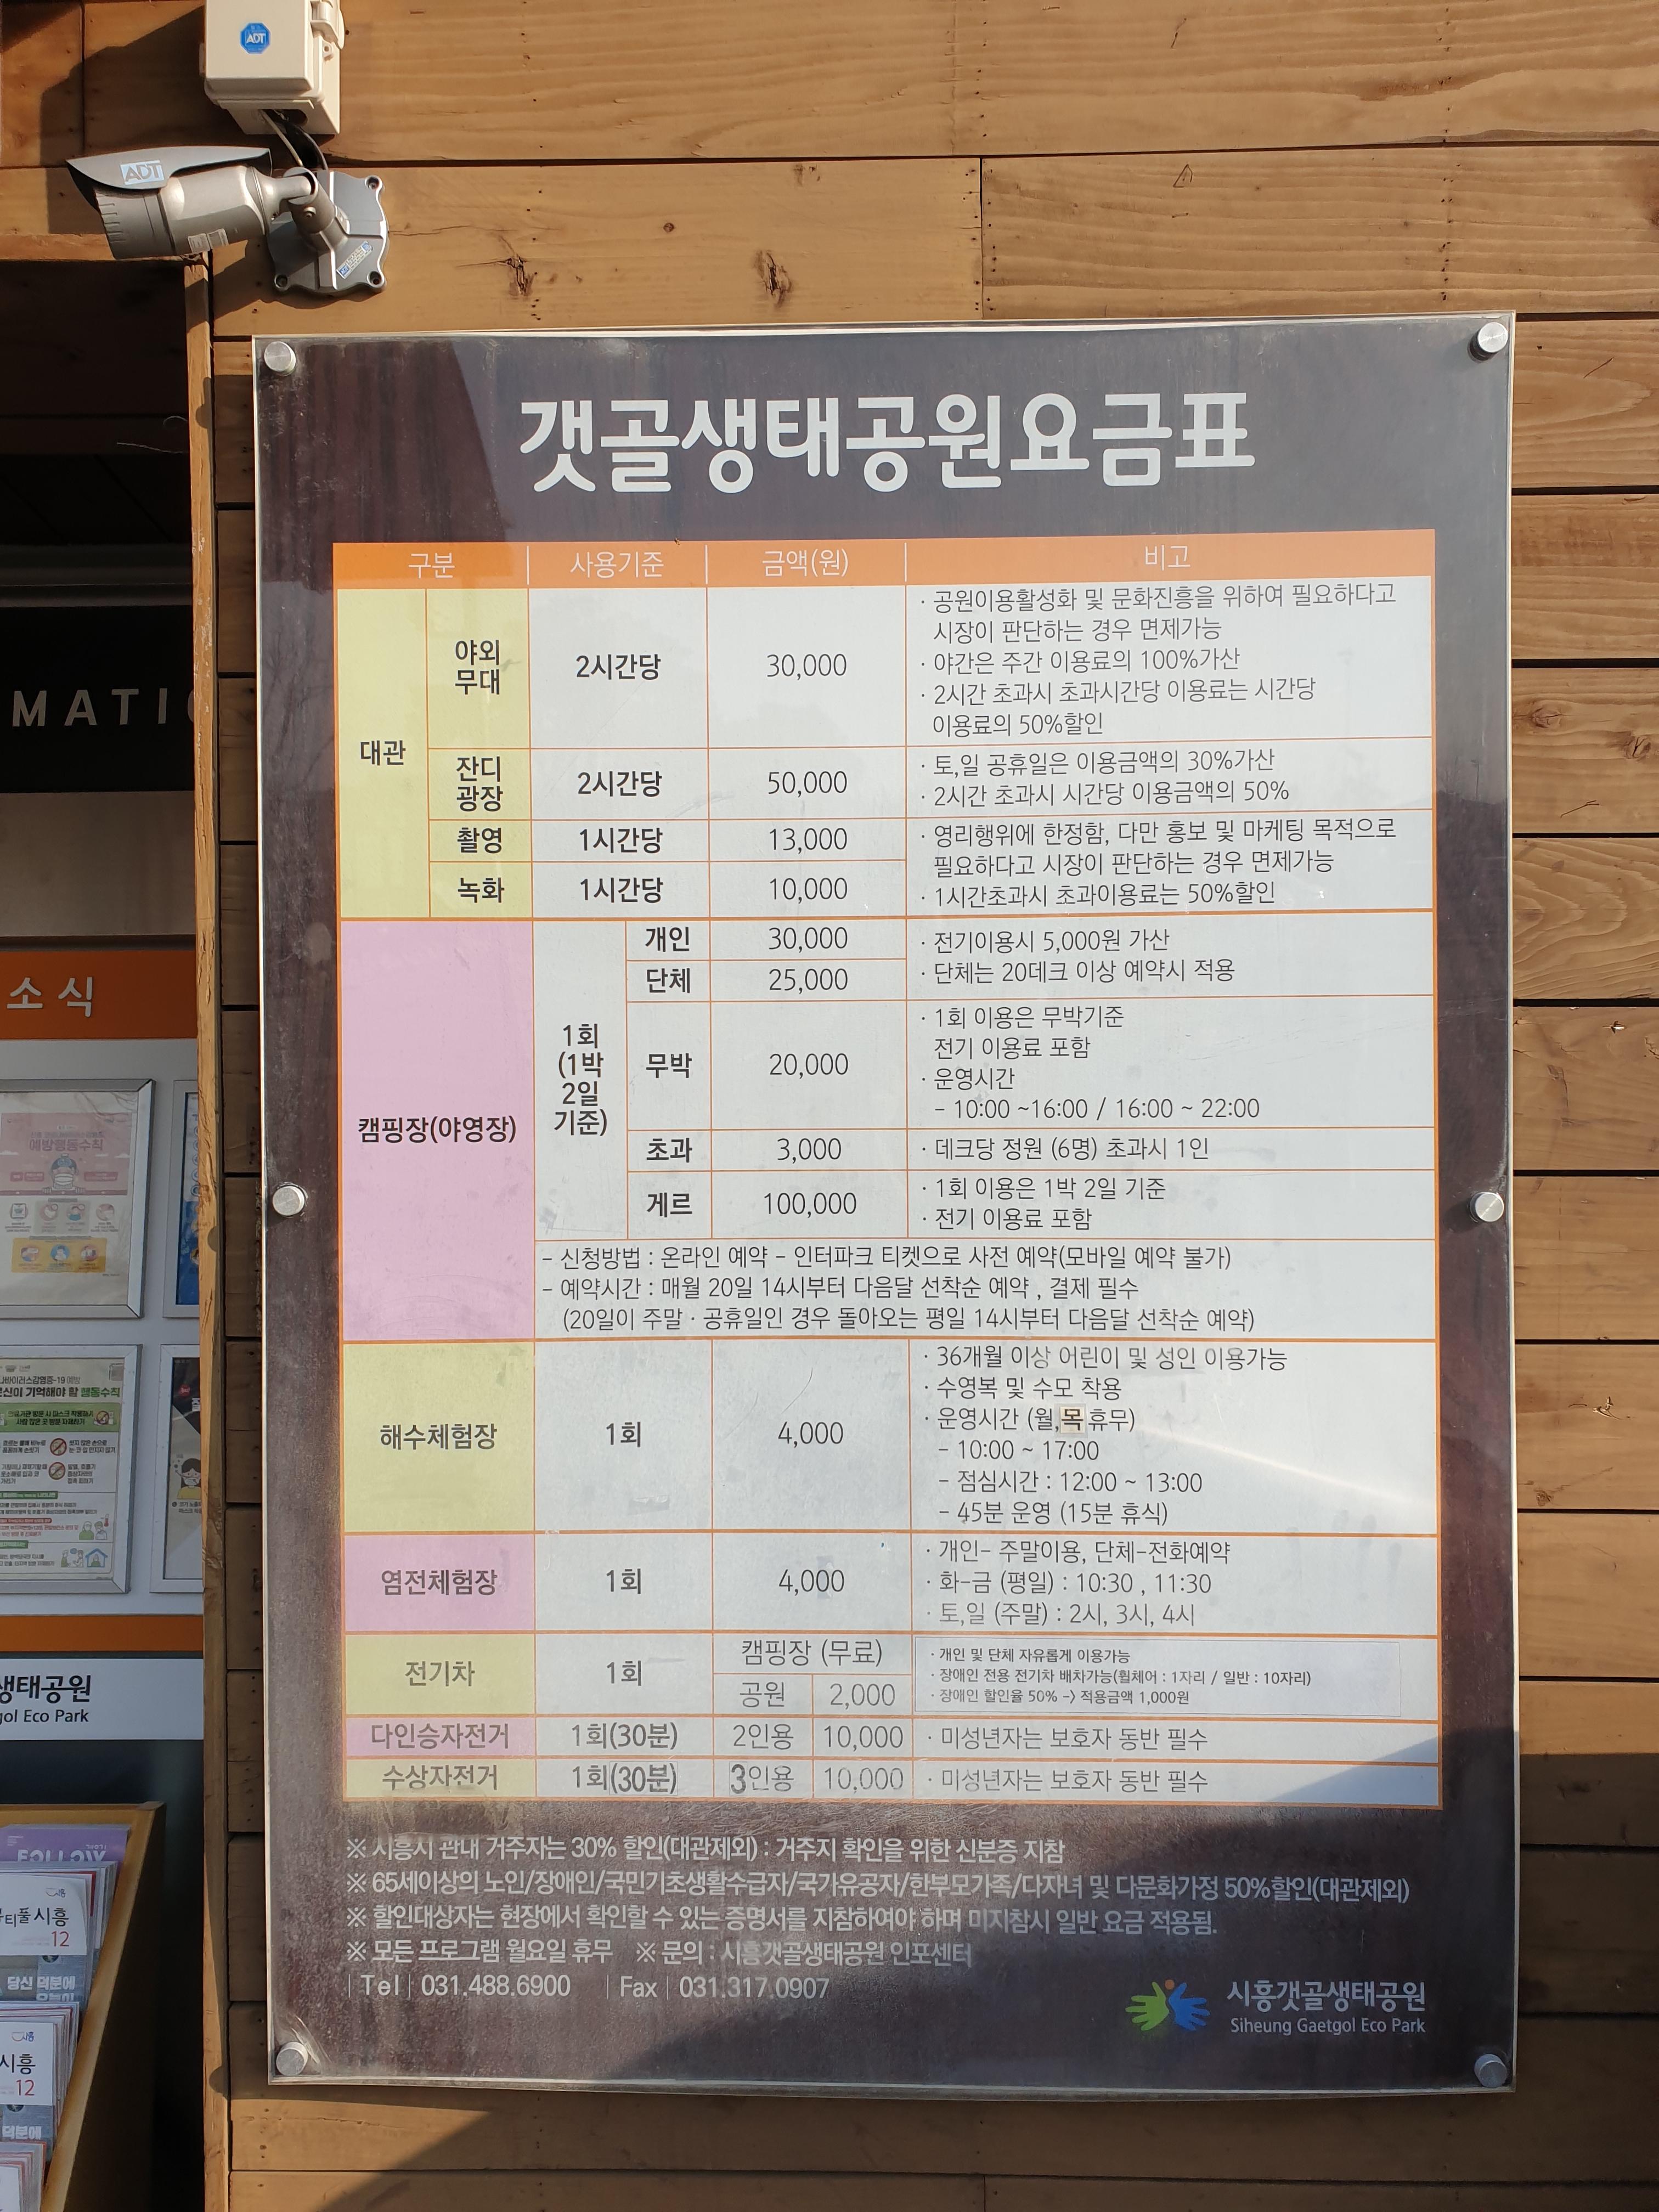 ADT
ADT
갯골생태공원요금표
구분 사용기준 금액(원) 비고
대관
야외
무대
2시간당
30,000
· 공원이용활성화 및 문화진흥을 위하여 필요하다고
시장이 판단하는 경우 면제가능
· 야간은 주간 이용료의 100%가산
· 2시간 초과시 초과시간당 이용료는 시간당
이용료의 50%할인
잔디
광장
2시간당
50,000
· 토,일 공휴일은 이용금액의 30%가산
· 2시간 초과시 시간당 이용금액의 50%
촬영 1시간당 13,000
녹화 1시간당 10,000
· 영리행위에 한정함, 다만 홍보 및 마케팅 목적으로
필요하다고 시장이 판단하는 경우 면제가능
· 1시간초과시 초과이용료는 50%할인
캠핑장(야영장)
1회
(1박
2일
기준)
개인 30,000
단체 25,000
· 전기이용시 5,000원 가산
· 단체는 20데크 이상 예약시 적용
무박 20,000
· 1회 이용은 무박기준
전기 이용료 포함
· 운영시간
– 10:00 ~16:00 / 16:00 ~ 22:00
초과 3,000 · 데크당 정원 (6명) 초과시 1인
게르 100,000
· 1회 이용은 1박 2일 기준
· 전기 이용료 포함
– 신청방법 : 온라인 예약 – 인터파크 티켓으로 사전 예약(모바일 예약 불가)
– 예약시간 : 매월 20일 14시부터 다음달 선착순 예약 , 결제 필수
(20일이 주말 · 공휴일인 경우 돌아오는 평일 14시부터 다음달 선착순 예약)
해수체험장 1회 4,000
· 36개월 이상 어린이 및 성인 이용가능
· 수영복 및 수모 착용
· 운영시간 (월,목 휴무)
– 10:00 ~ 17:00
– 점심시간 : 12:00 ~ 13:00
– 45분 운영 (15분 휴식)
염전체험장 1회 4,000
· 개인– 주말이용, 단체–전화예약
· 화–금 (평일) : 10:30 , 11:30
· 토,일 (주말) : 2시, 3시, 4시
전기차 1회
캠핑장 (무료)
공원 2,000
· 개인 및 단체 자유롭게 이용가능
· 장애인 전용 전기차 배차가능(휠체어 : 1자리 / 일반 : 10자리)
· 장애인 할인율 50% -> 적용금액 1,000원
다인승자전거 1회(30분) 2인용 10,000 · 미성년자는 보호자 동반 필수
수상자전거 1회(30분) 3인용 10,000 · 미성년자는 보호자 동반 필수
※ 시흥시 관내 거주자는 30% 할인(대관제외) : 거주지 확인을 위한 신분증 지참
※ 65세이상의 노인/장애인/국민기초생활수급자/국가유공자/한부모가족/다자녀 및 다문화가정 50%할인(대관제외)
※ 할인대상자는 현장에서 확인할 수 있는 증명서를 지참하여야 하며 미지참시 일반 요금 적용됨.
※ 모든 프로그램 월요일 휴무 ※ 문의 : 시흥갯골생태공원 인포센터
| Tel | 031.488.6900 | Fax | 031.317.0907
시흥갯골생태공원
Siheung Gaetgol Eco Park
MATI
소식
예방행동수칙
행동수칙
생태공원
gol Eco Park
시흥
12
당신 덕분에
시흥
12
덕분에